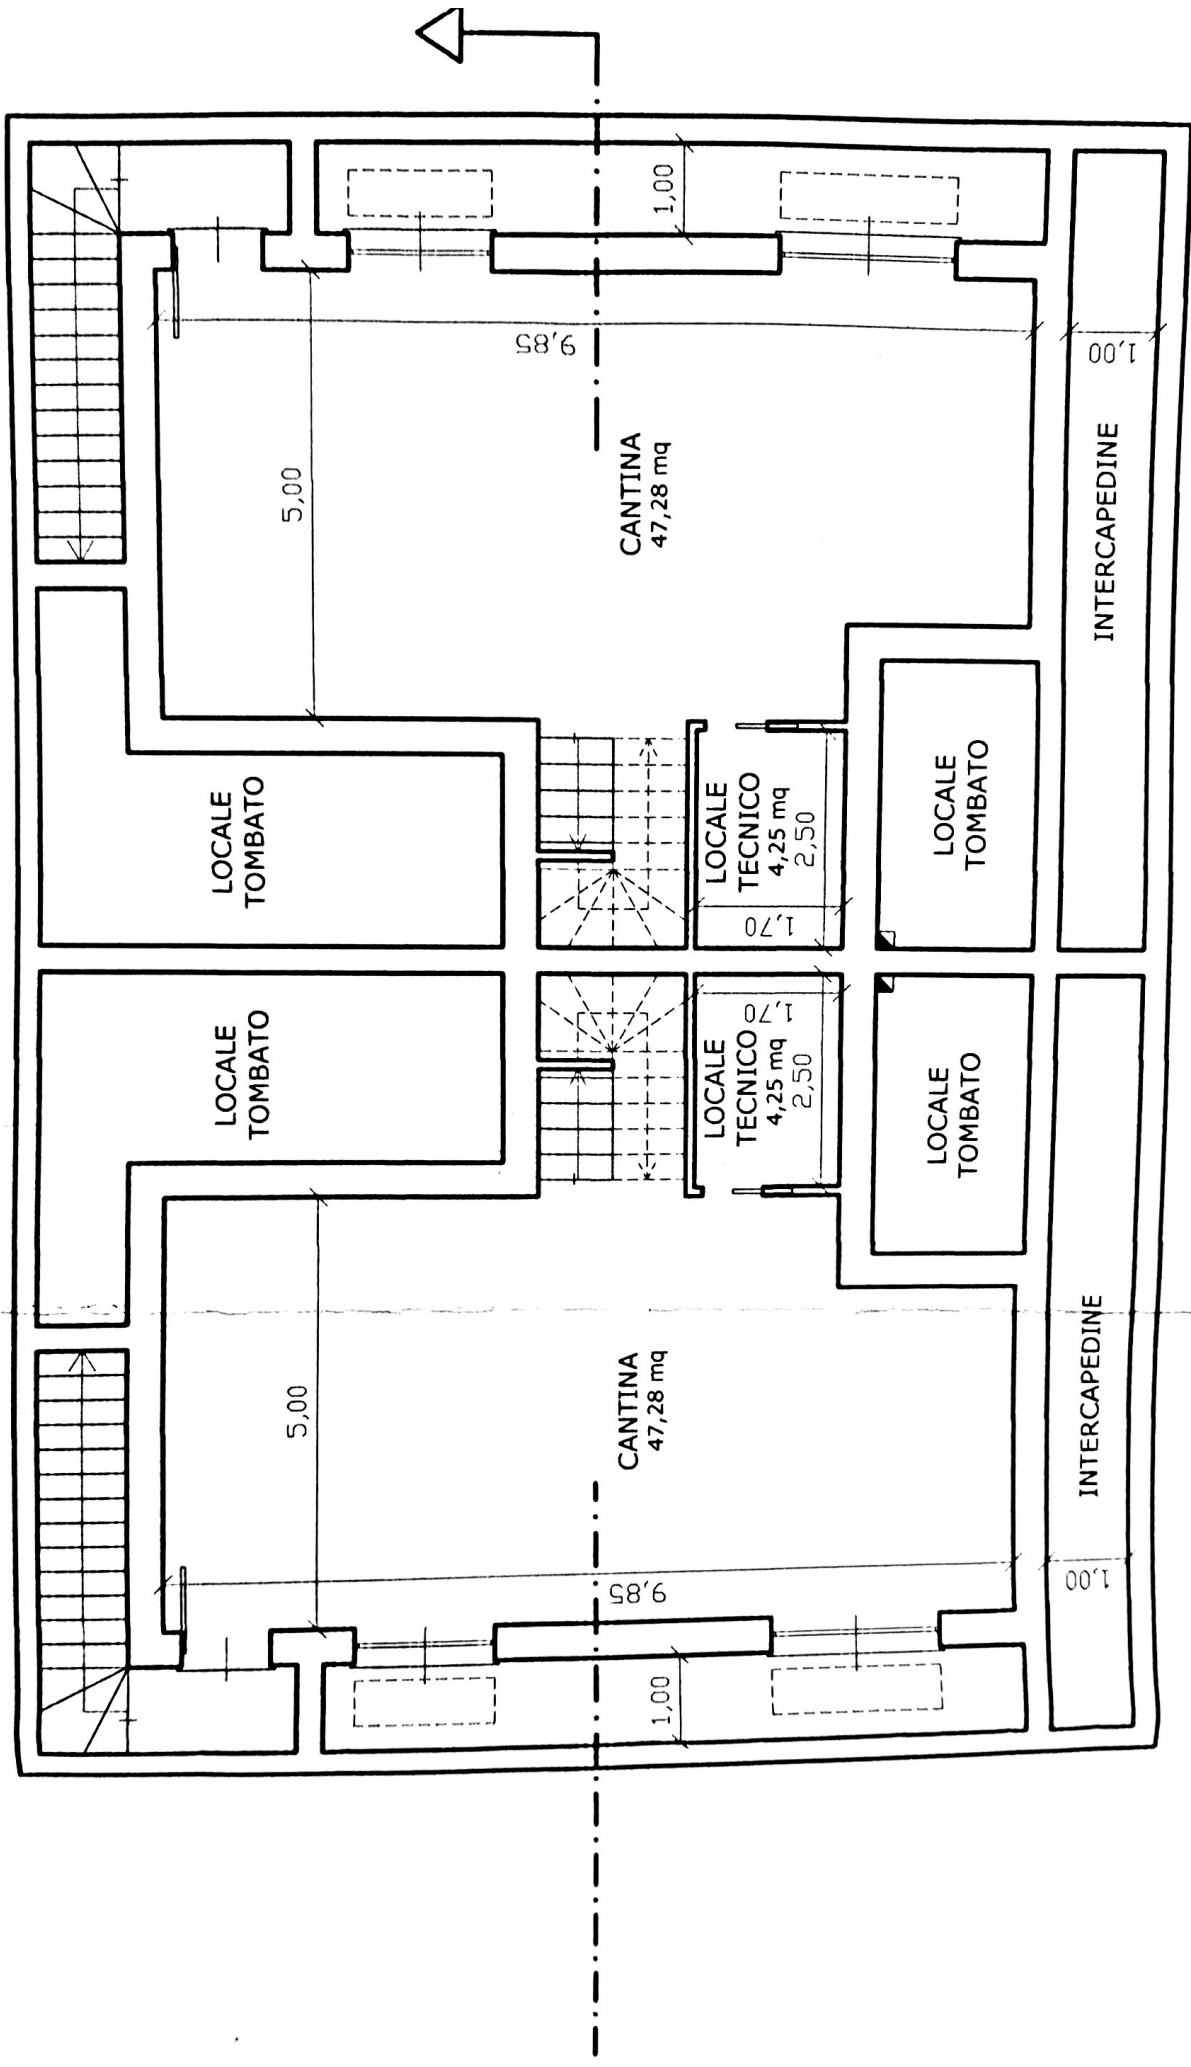 1,00
9,85
1,00
5,00
CANTINA
47,28 mq
INTERCAPEDINE
LOCALE
TOMBATO
LOCALE
TECNICO
4,25 mq
2,50
1,70
LOCALE
TOMBATO
LOCALE
TOMBATO
LOCALE
TECNICO
4,25 mq
2,50
1,70
LOCALE
TOMBATO
5,00
CANTINA
47,28 mq
INTERCAPEDINE
9,85
1,00
1,00